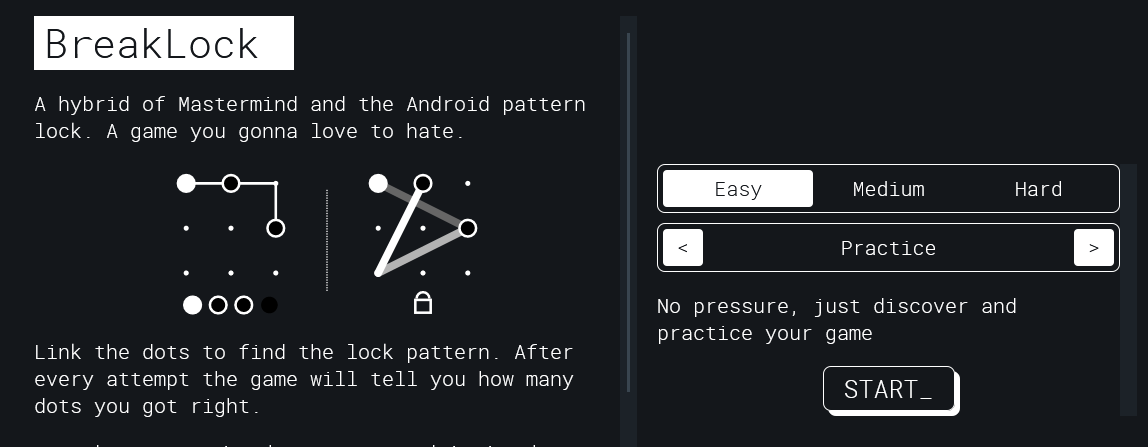 BreakLock
A hybrid of Mastermind and the Android pattern
lock. A game you gonna love to hate.
Link the dots to find the lock pattern. After
every attempt the game will tell you how many
dots you got right.
Easy Medium Hard
< Practice >
No pressure, just discover and
practice your game
START_